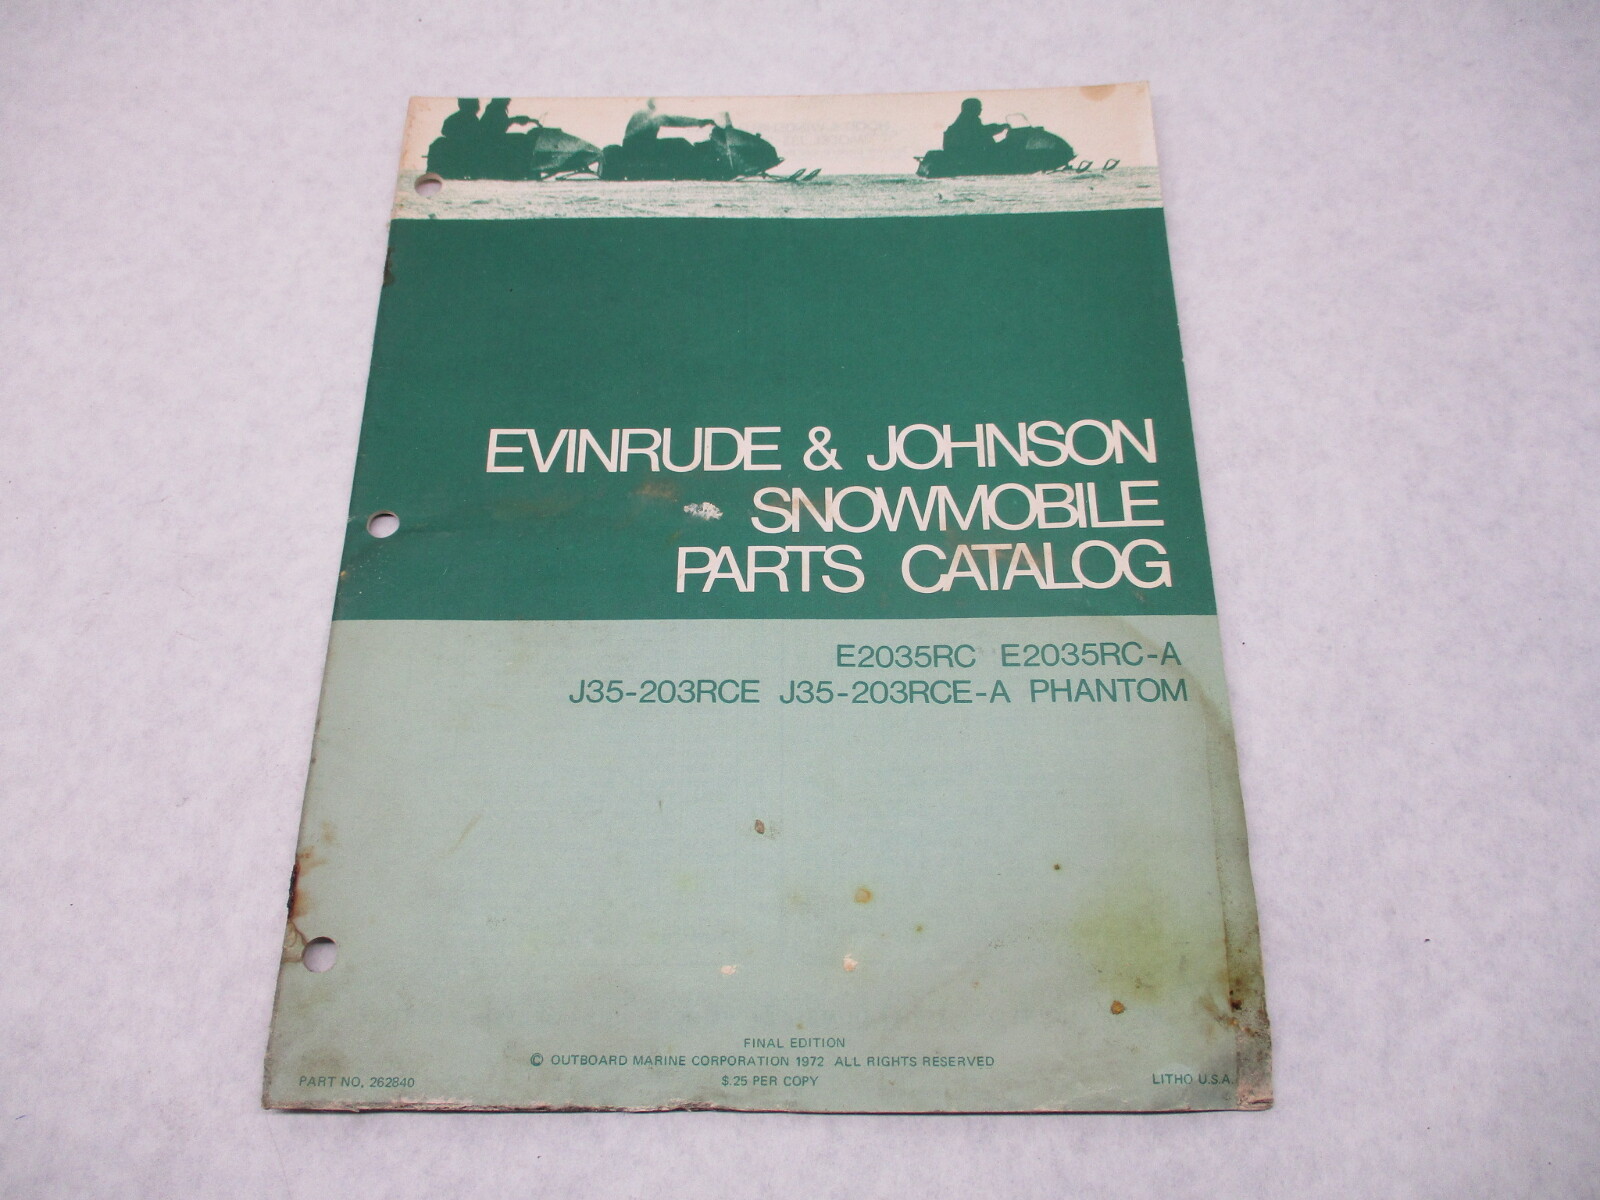 EVINRUDE & JOHNSON
SNOWMOBILE
PARTS CATALOG
E2035RC E2035RC-A
J35-203RCE J35-203RCE-A PHANTOM
FINAL EDITION
© OUTBOARD MARINE CORPORATION 1972 ALL RIGHTS RESERVED
PART NO. 262840 $.25 PER COPY LITHO U.S.A.